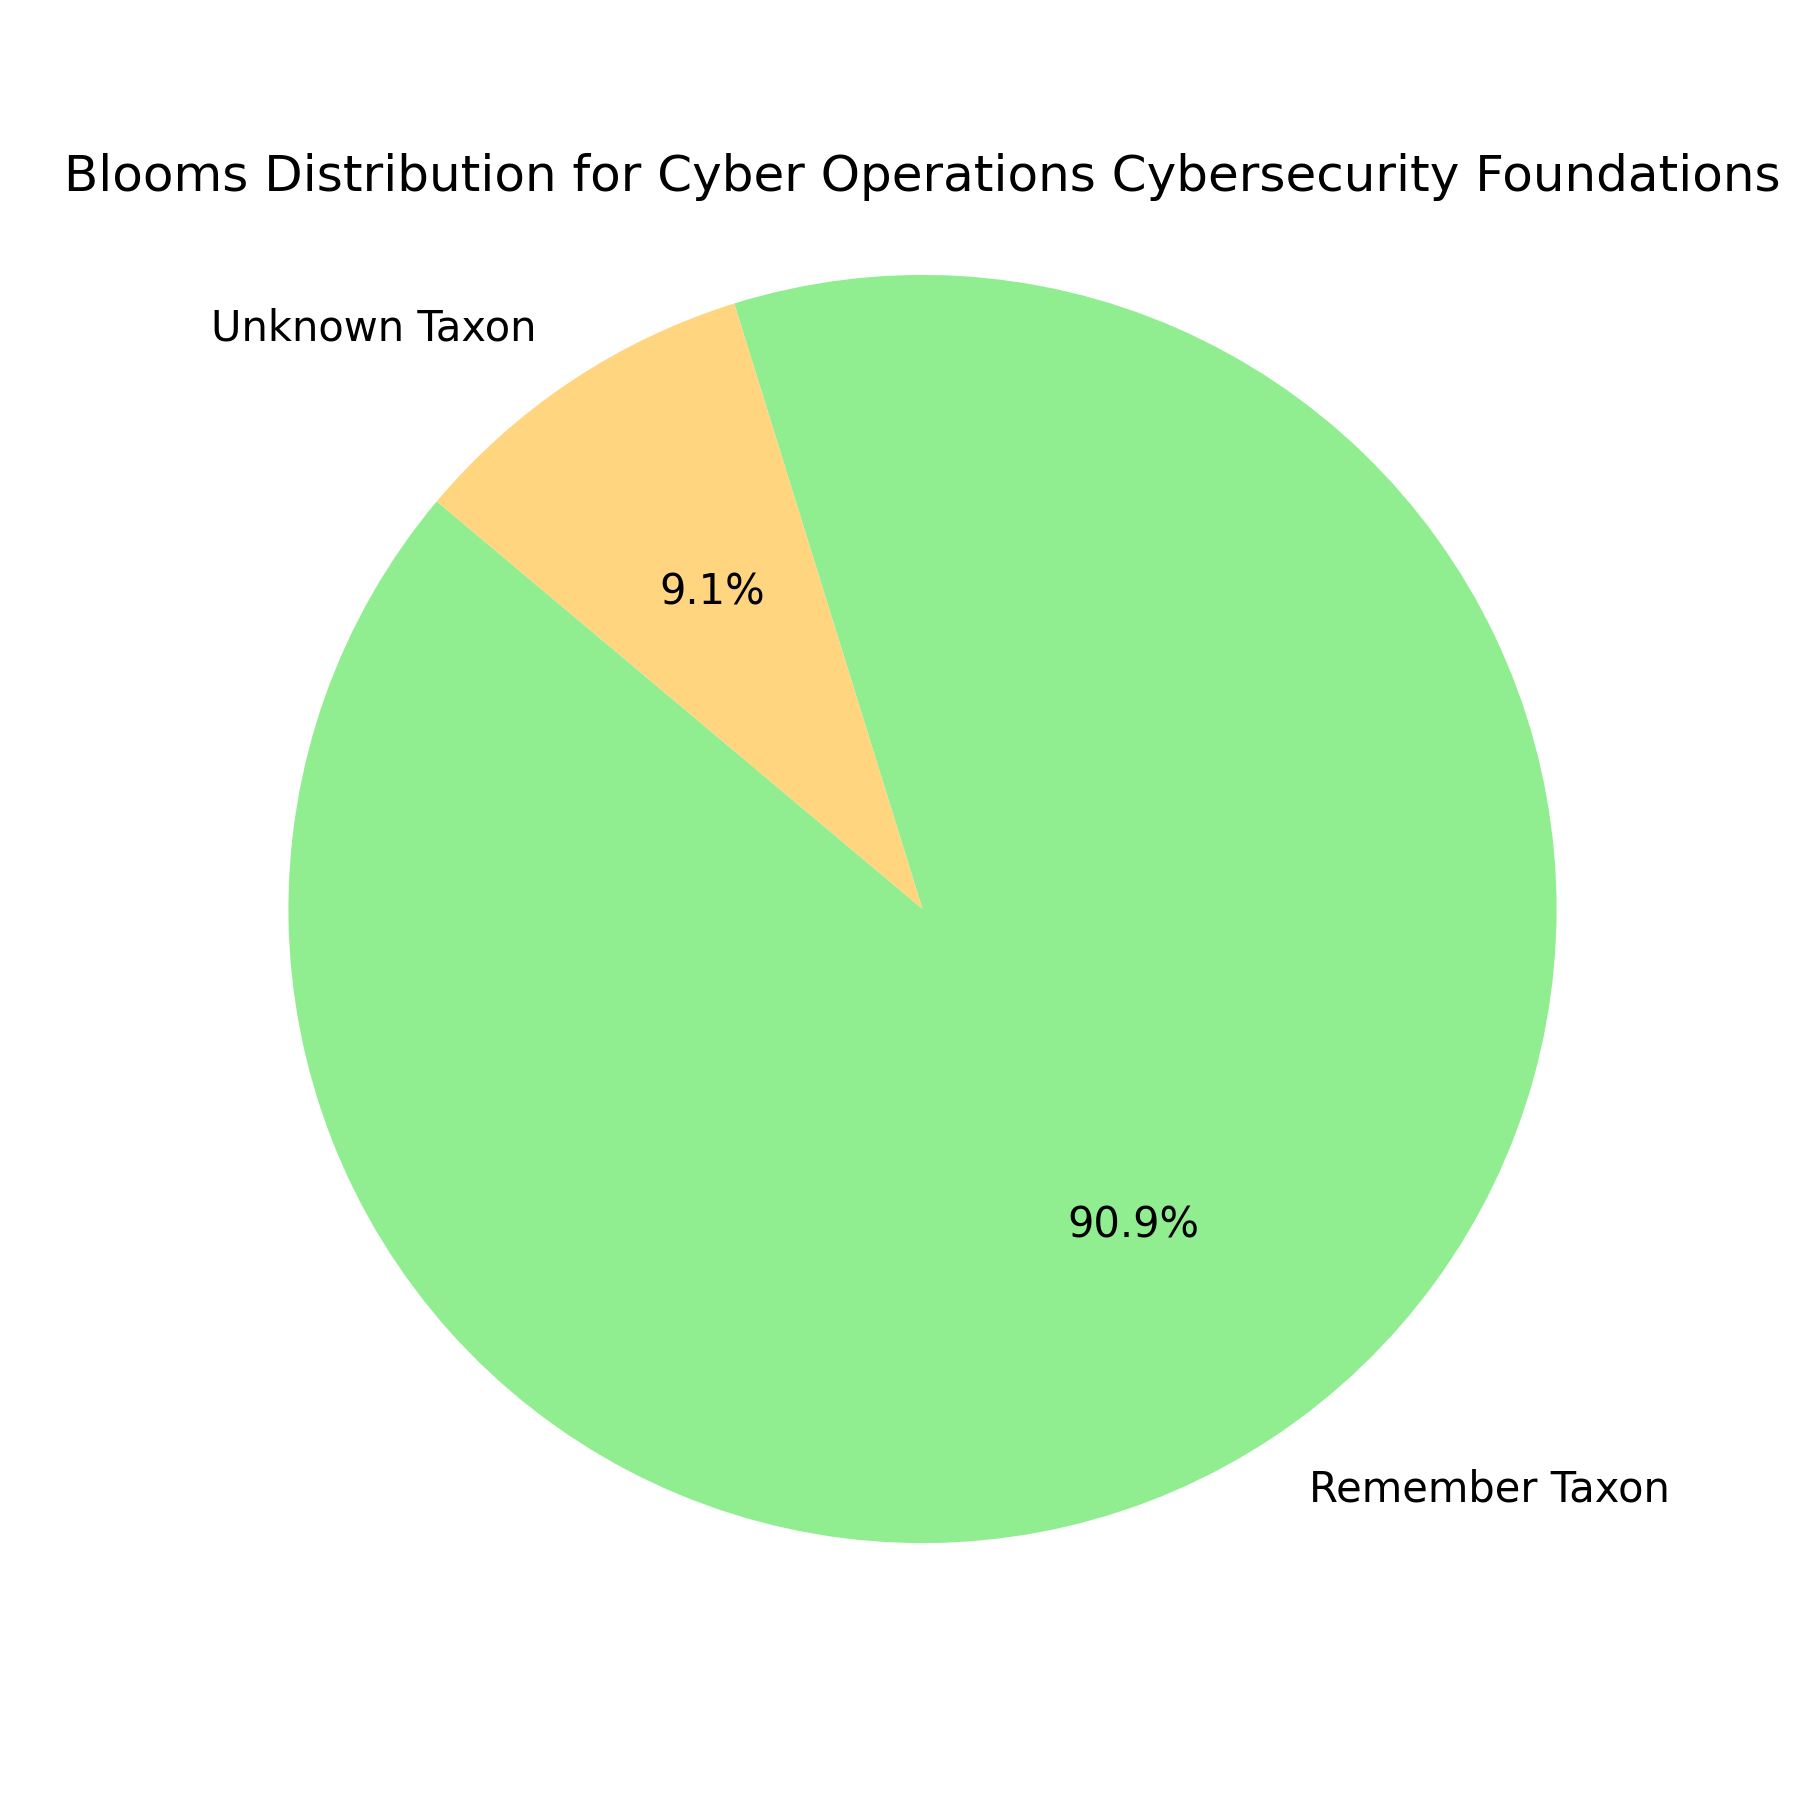 Blooms Distribution for Cyber Operations Cybersecurity Foundations
Unknown Taxon
9.1%
90.9%
Remember Taxon